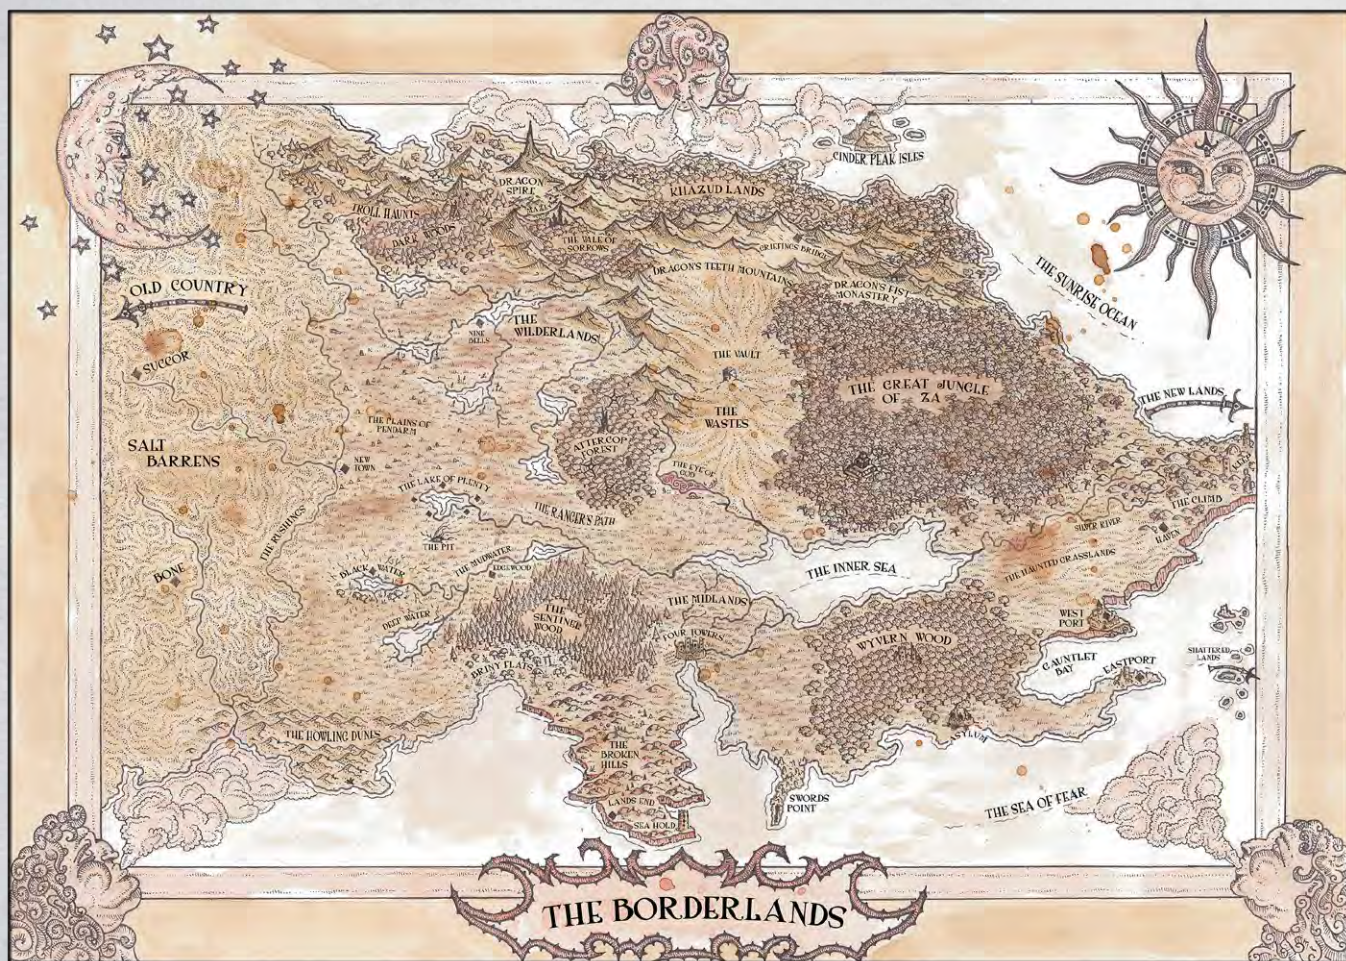 CINDER PEAK ISLES
DRAGON
SPIRE
KHAZUD LANDS
TROLL HAUNTS
DARK WOODS
THE VALE OF
SORROWS
BRIDGE
DRAGON'S TEETH MOUNTAINS
DRAGON'S FIST
MONASTERY
THE SUNRISE OCEAN
OLD COUNTRY
NINE
BELLS
THE
WILDERLANDS
SUCCOR
THE VAULT
THE GREAT JUNGLE
OF ZA
THE NEW LANDS
THE PLAINS OF
PENDARM
THE
WASTES
SALT
BARRENS
ATTERCOP
FOREST
NEW
TOWN
THE EYE OF
GOD
THE LAKE OF PLENTY
THE CLIMB
THE RANGER'S PATH
SILVER RIVER
HAVEN
THE RUSHINGS
THE PIT
THE HAUNTED GRASSLANDS
BLACK WATER
THE MUDWATER
EDGEWOOD
THE INNER SEA
BONE
THE MIDLANDS
DEEP WATER
THE
SENTINEL
WOOD
WEST
PORT
FOUR TOWERS
WYVERN WOOD
BRINY FLATS
GAUNTLET
BAY
EASTPORT
SHATTERED
LANDS
THE HOWLING DUNES
ASYLUM
THE
BROKEN
HILLS
LANDS END
SEA HOLD
SWORDS
POINT
THE SEA OF FEAR
THE BORDERLANDS